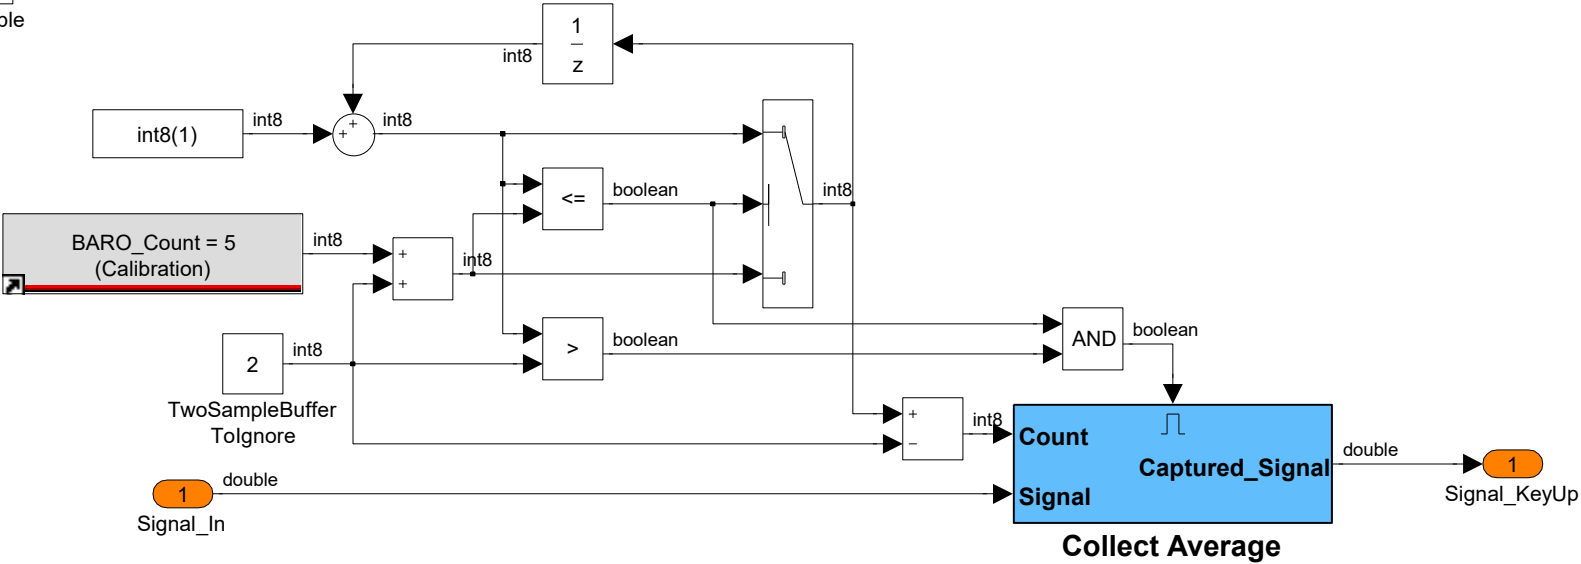 ble
1
z
int8
int8(1)
int8
+
+
int8
<=
boolean
int8
BARO_Count = 5
(Calibration)
int8
+
+
int8
2
int8
TwoSampleBuffer
ToIgnore
>
boolean
AND
boolean
+
−
int8
Count
Captured_Signal
Signal
Collect Average
double
1
Signal_KeyUp
1
Signal_In
double